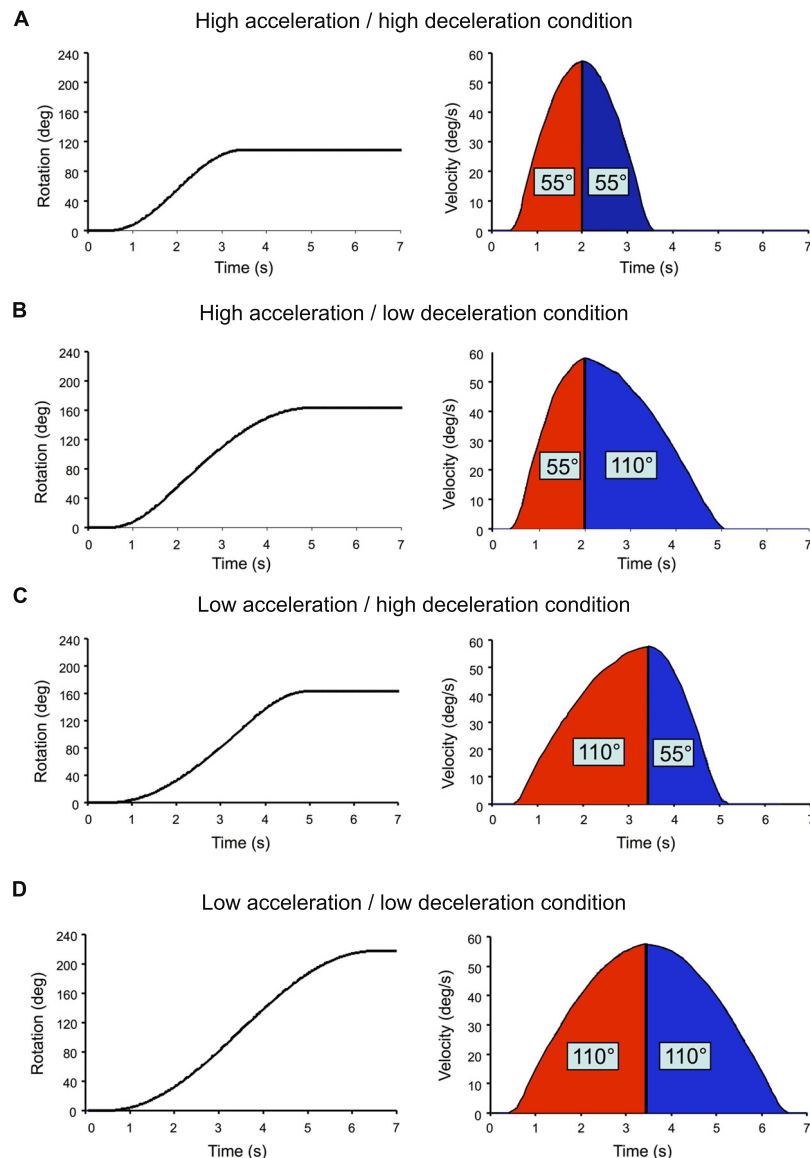 A
High acceleration / high deceleration condition
240
200
160
120
80
40
0
Rotation (deg)
0 1 2 3 4 5 6 7
Time (s)
60
50
40
30
20
10
0
Velocity (deg/s)
55° 55°
0 1 2 3 4 5 6 7
Time (s)
B
High acceleration / low deceleration condition
240
200
160
120
80
40
0
Rotation (deg)
0 1 2 3 4 5 6 7
Time (s)
60
50
40
30
20
10
0
Velocity (deg/s)
55° 110°
0 1 2 3 4 5 6 7
Time (s)
C
Low acceleration / high deceleration condition
240
200
160
120
80
40
0
Rotation (deg)
0 1 2 3 4 5 6 7
Time (s)
60
50
40
30
20
10
0
Velocity (deg/s)
110° 55°
0 1 2 3 4 5 6 7
Time (s)
D
Low acceleration / low deceleration condition
240
200
160
120
80
40
0
Rotation (deg)
0 1 2 3 4 5 6 7
Time (s)
60
50
40
30
20
10
0
Velocity (deg/s)
110° 110°
0 1 2 3 4 5 6 7
Time (s)